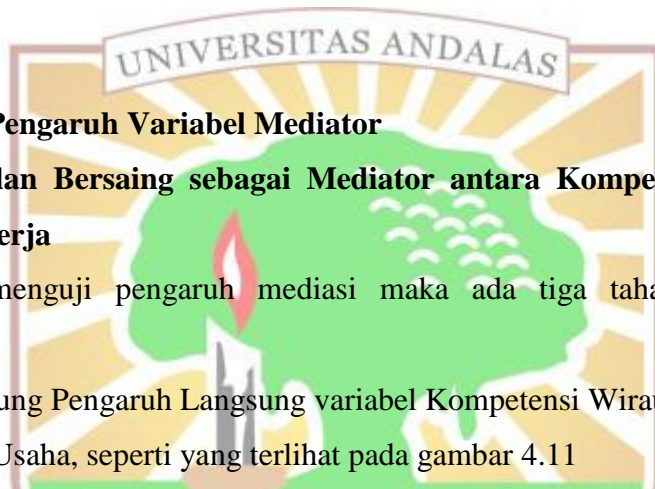 UNIVERSITAS ANDALAS
Pengaruh Variabel Mediator
lan Bersaing sebagai Mediator antara Kompe
erja
menguji pengaruh mediasi maka ada tiga taha
ung Pengaruh Langsung variabel Kompetensi Wirau
Usaha, seperti yang terlihat pada gambar 4.11